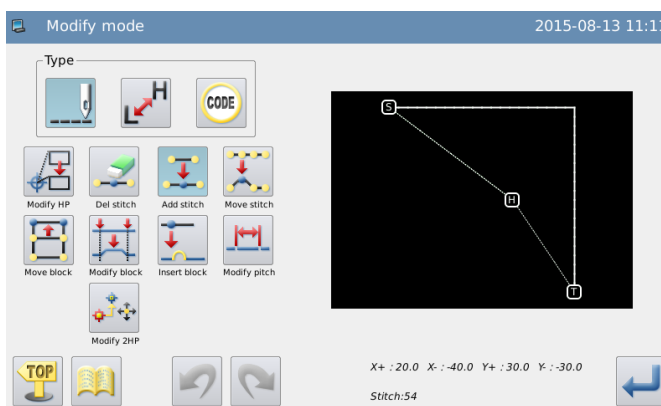 Modify mode
2015-08-13 11:11
Type
L H
CODE
Modify HP
Del stitch
Add stitch
Move stitch
Move block
Modify block
Insert block
Modify pitch
Modify 2HP
TOP
S
H
T
X+ : 20.0 X- : -40.0 Y+ : 30.0 Y- : -30.0
Stitch:54